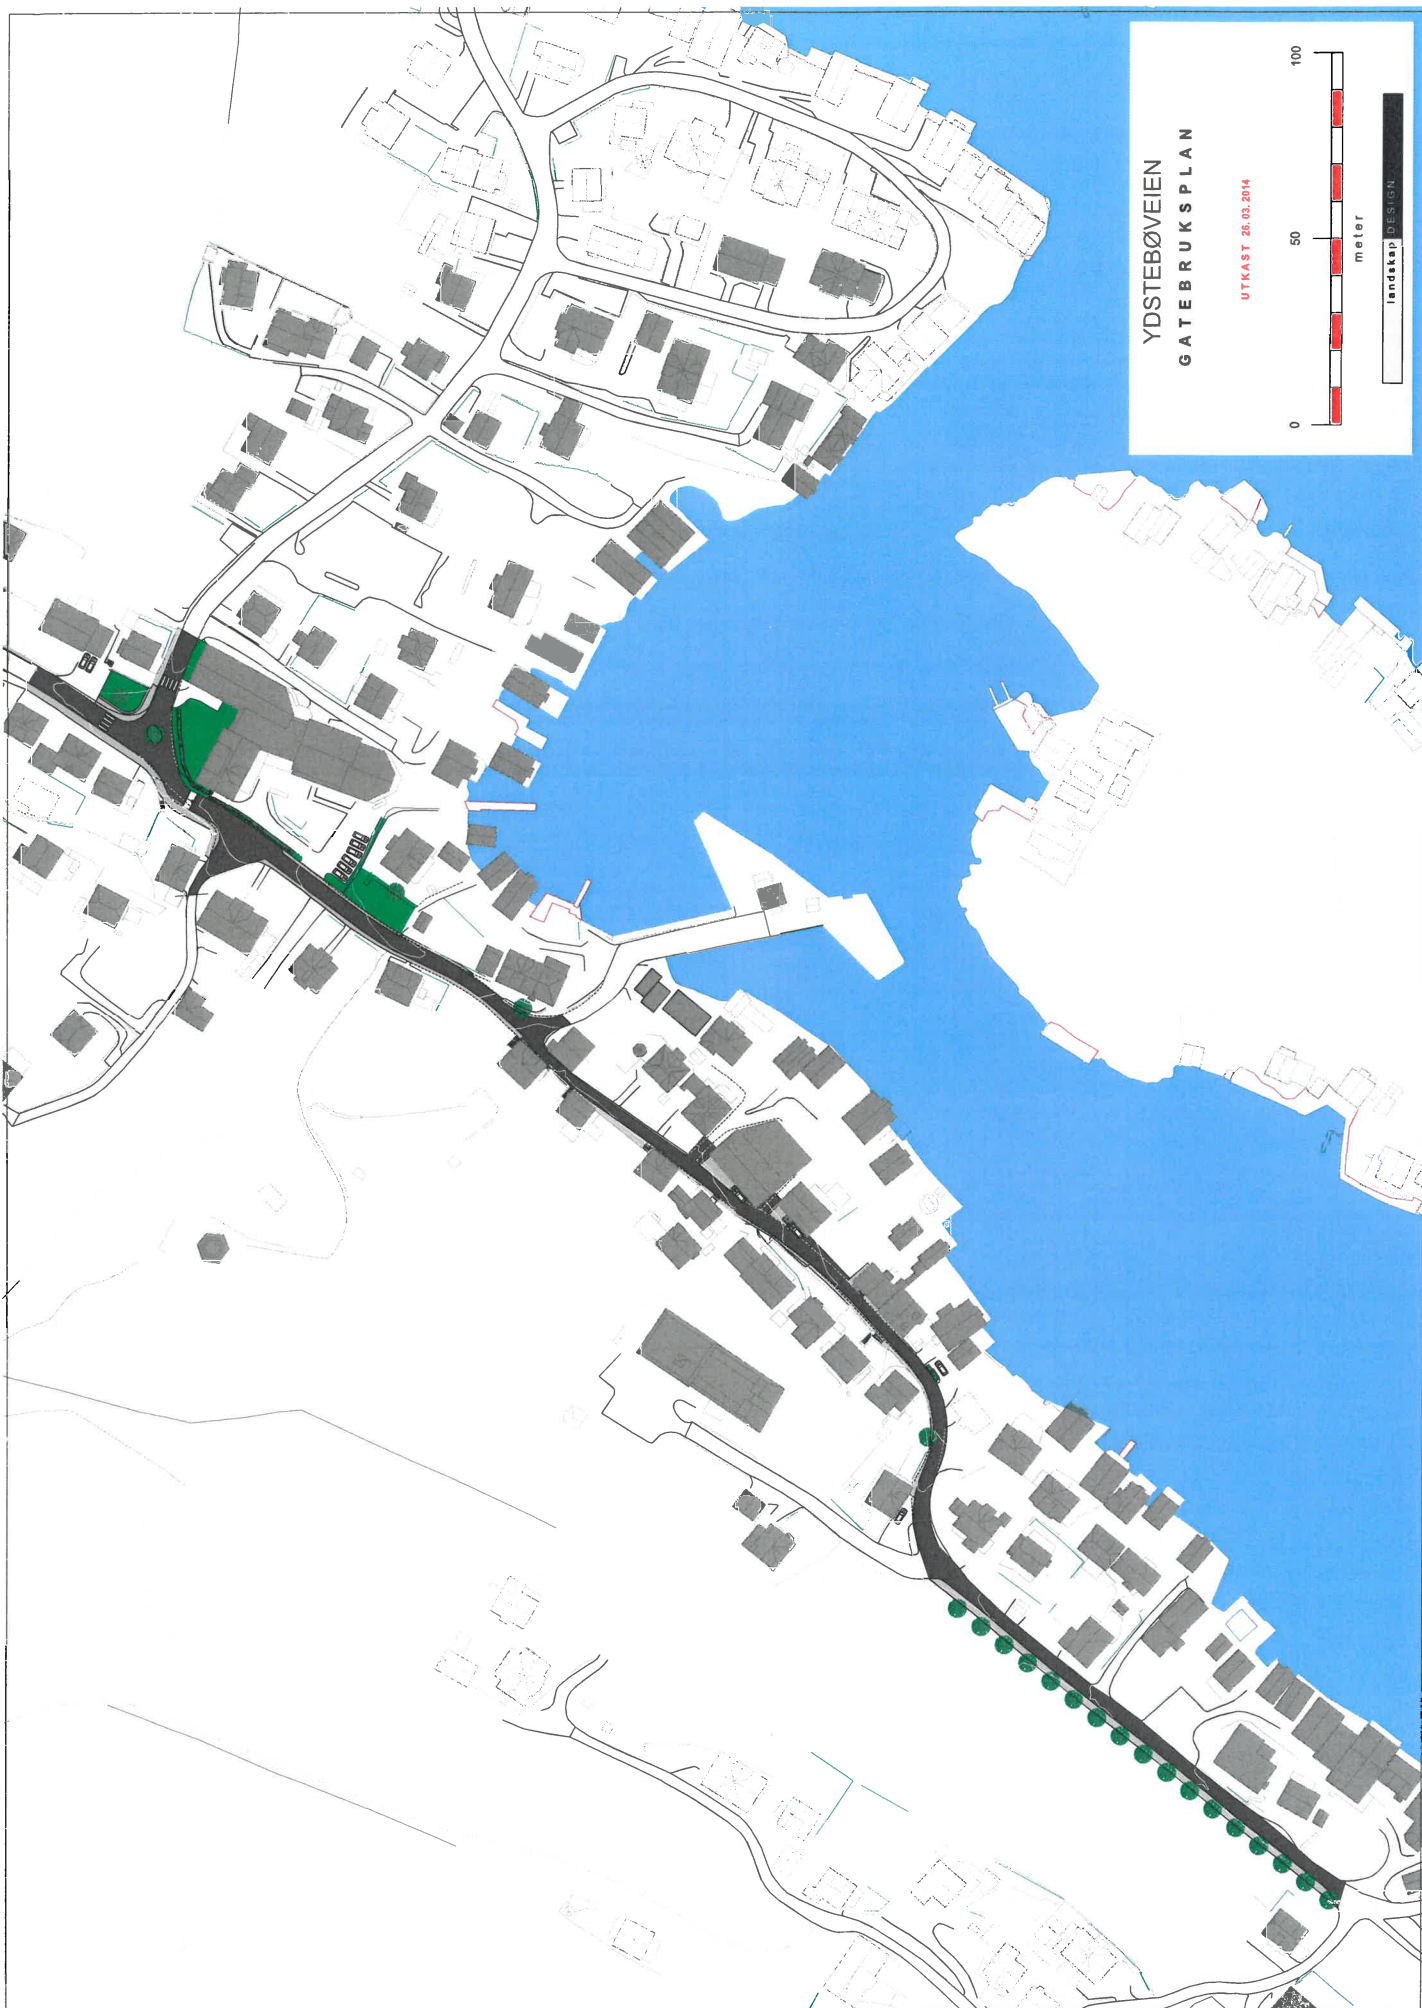 YDSTEBØVEIEN
GATEBRUKSPLAN
UTKAST 26.03.2014
0 50 100
meter
landskap DESIGN